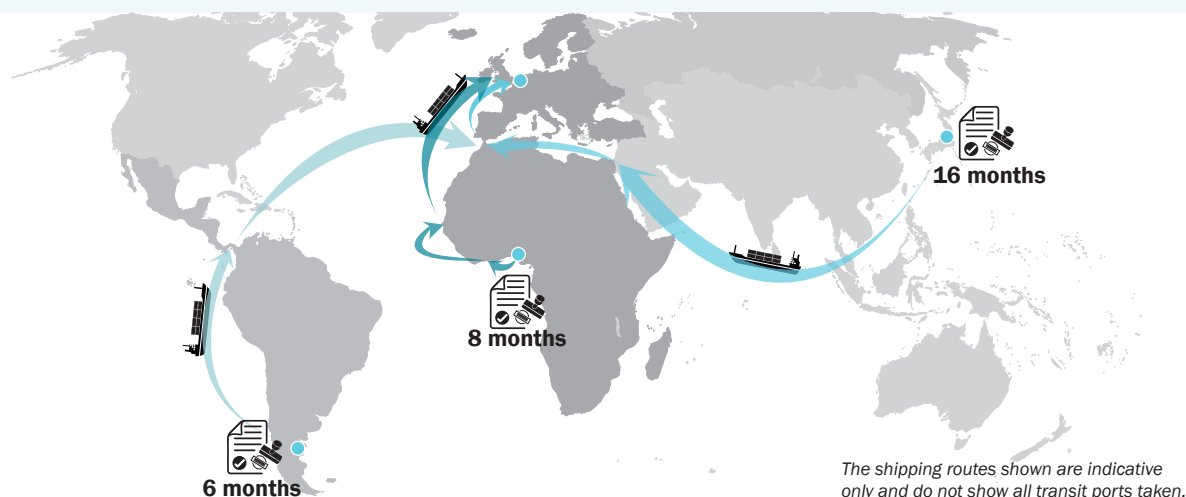 16 months
8 months
6 months
The shipping routes shown are indicative
only and do not show all transit ports taken.